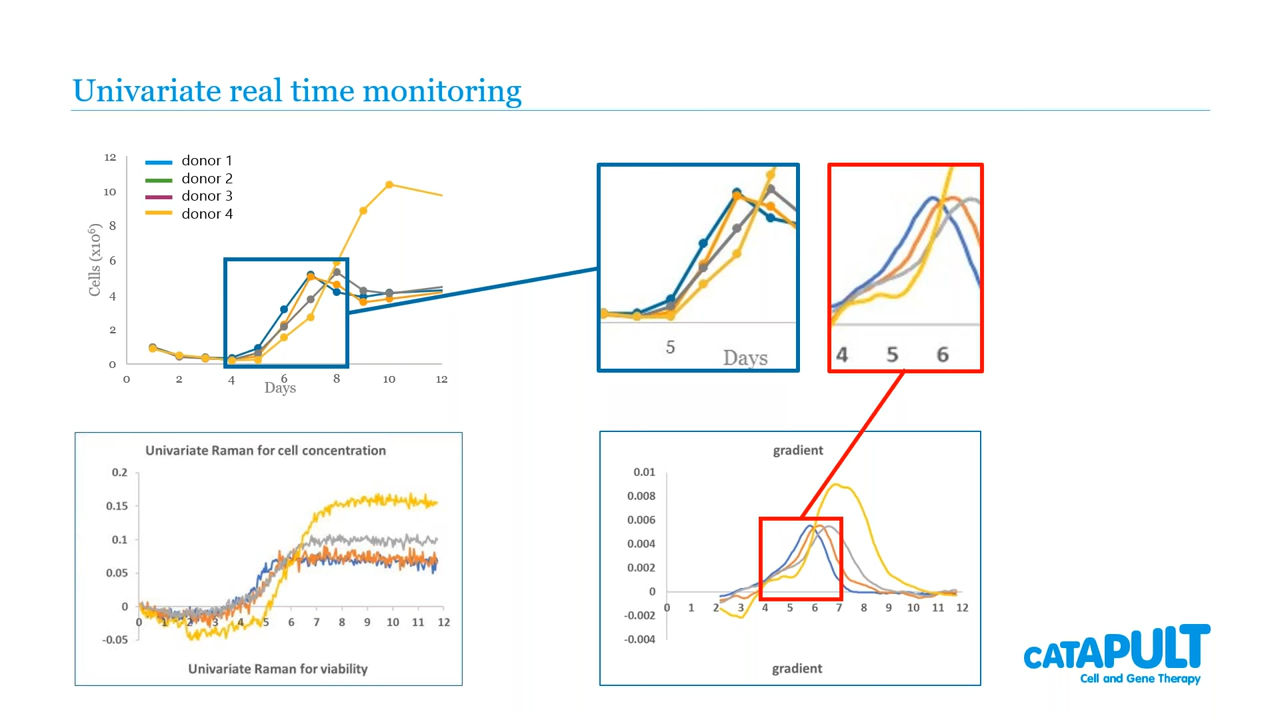 Univariate real time monitoring
donor 1
donor 2
donor 3
donor 4
12
10
8
6
4
2
0
Cells (x10⁶)
0 2 4 6 8 10 12
Days
5
Days
4 5 6
Univariate Raman for cell concentration
0.2
0.15
0.1
0.05
0
-0.05
0 1 2 3 4 5 6 7 8 9 10 11 12
Univariate Raman for viability
gradient
0.01
0.008
0.006
0.004
0.002
0
-0.002
-0.004
0 1 2 3 4 5 6 7 8 9 10 11 12
gradient
CATAPULT
Cell and Gene Therapy